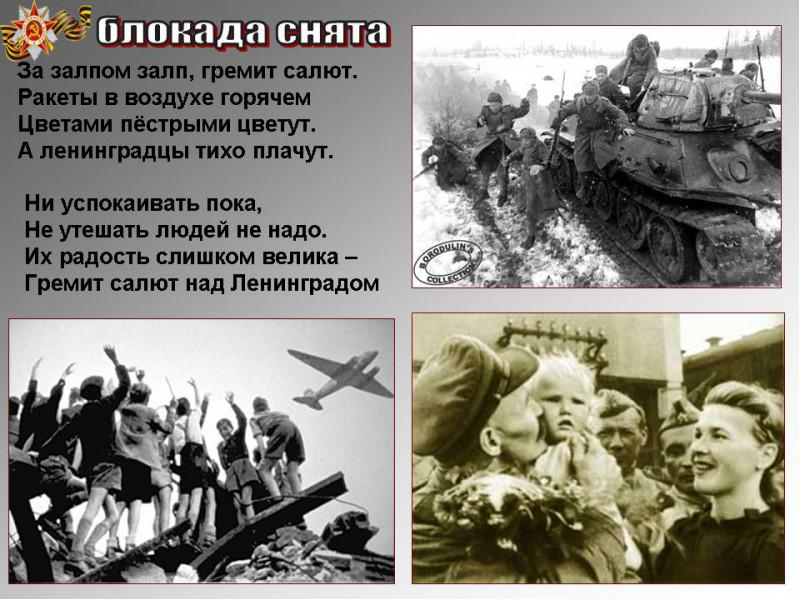 блокада снята
За залпом залп, гремит салют.
Ракеты в воздухе горячем
Цветами пёстрыми цветут.
А ленинградцы тихо плачут.
Ни успокаивать пока,
Не утешать людей не надо.
Их радость слишком велика –
Гремит салют над Ленинградом
BORODULIN'S
COLLECTION